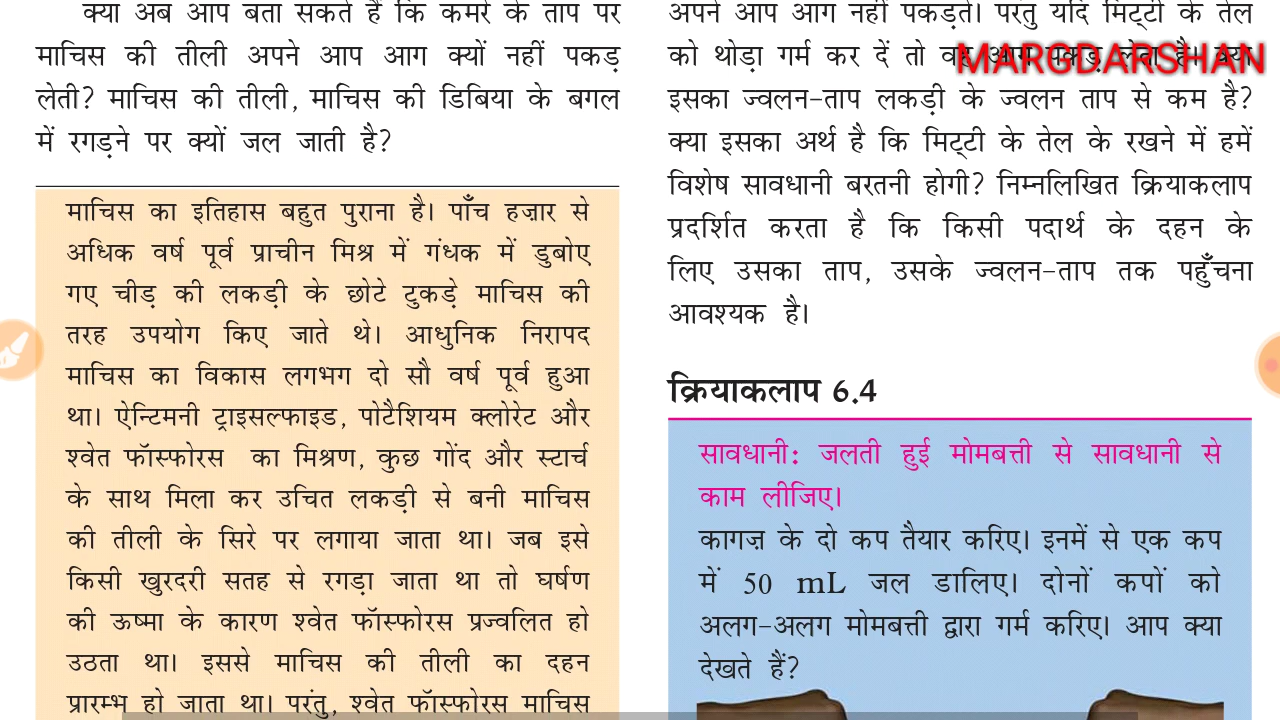 क्या अब आप बता सकते हैं कि कमरे के ताप पर
माचिस की तीली अपने आप आग क्यों नहीं पकड़
लेती? माचिस की तीली, माचिस की डिबिया के बगल
में रगड़ने पर क्यों जल जाती है?
माचिस का इतिहास बहुत पुराना है। पाँच हज़ार से
अधिक वर्ष पूर्व प्राचीन मिश्र में गंधक में डुबोए
गए चीड़ की लकड़ी के छोटे टुकड़े माचिस की
तरह उपयोग किए जाते थे। आधुनिक निरापद
माचिस का विकास लगभग दो सौ वर्ष पूर्व हुआ
था। ऐन्टिमनी ट्राइसल्फाइड, पोटैशियम क्लोरेट और
श्वेत फॉस्फोरस का मिश्रण, कुछ गोंद और स्टार्च
के साथ मिला कर उचित लकड़ी से बनी माचिस
की तीली के सिरे पर लगाया जाता था। जब इसे
किसी खुरदरी सतह से रगड़ा जाता था तो घर्षण
की ऊष्मा के कारण श्वेत फॉस्फोरस प्रज्वलित हो
उठता था। इससे माचिस की तीली का दहन
प्रारम्भ हो जाता था। परंतु, श्वेत फॉस्फोरस माचिस
अपने आप आग नहीं पकड़ते। परंतु यदि मिट्टी के तेल
को थोड़ा गर्म कर दें तो वह आग पकड़ लेता है। क्या
MARGDARSHAN
इसका ज्वलन-ताप लकड़ी के ज्वलन ताप से कम है?
क्या इसका अर्थ है कि मिट्टी के तेल के रखने में हमें
विशेष सावधानी बरतनी होगी? निम्नलिखित क्रियाकलाप
प्रदर्शित करता है कि किसी पदार्थ के दहन के
लिए उसका ताप, उसके ज्वलन-ताप तक पहुँचना
आवश्यक है।
क्रियाकलाप 6.4
सावधानी: जलती हुई मोमबत्ती से सावधानी से
काम लीजिए।
कागज़ के दो कप तैयार करिए। इनमें से एक कप
में 50 mL जल डालिए। दोनों कपों को
अलग-अलग मोमबत्ती द्वारा गर्म करिए। आप क्या
देखते हैं?